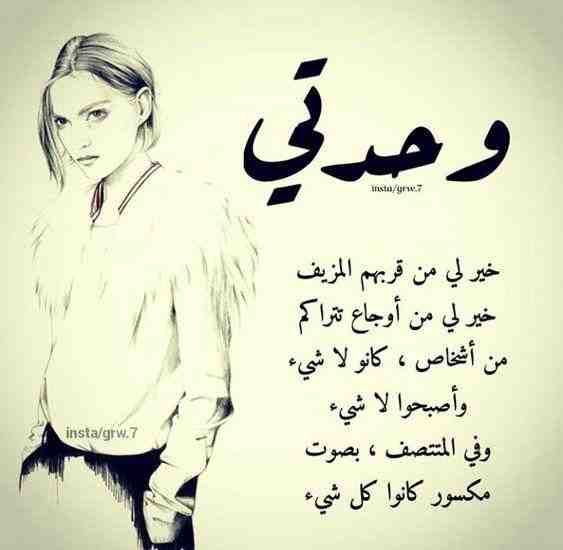 وحدتي
insta/grw.7
خير لي من قربهم المزيف
خير لي من أوجاع تتراكم
من أشخاص ، كانو لا شيء
وأصبحوا لا شيء
وفي المنتصف ، بصوت
مكسور كانوا كل شيء
insta/grw.7